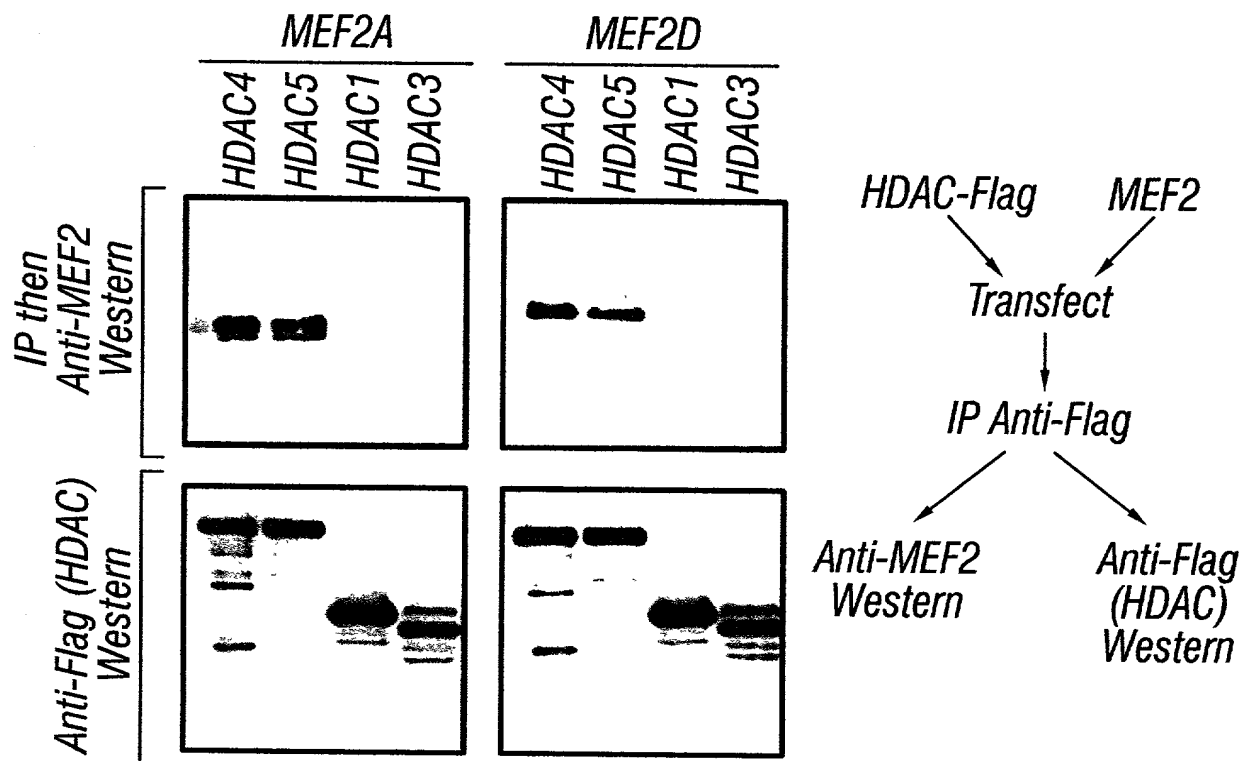 MEF2A
MEF2D
HDAC4
HDAC5
HDAC1
HDAC3
HDAC4
HDAC5
HDAC1
HDAC3
IP then
Anti-MEF2
Western
Anti-Flag (HDAC)
Western
HDAC-Flag
MEF2
Transfect
IP Anti-Flag
Anti-MEF2
Western
Anti-Flag
(HDAC)
Western